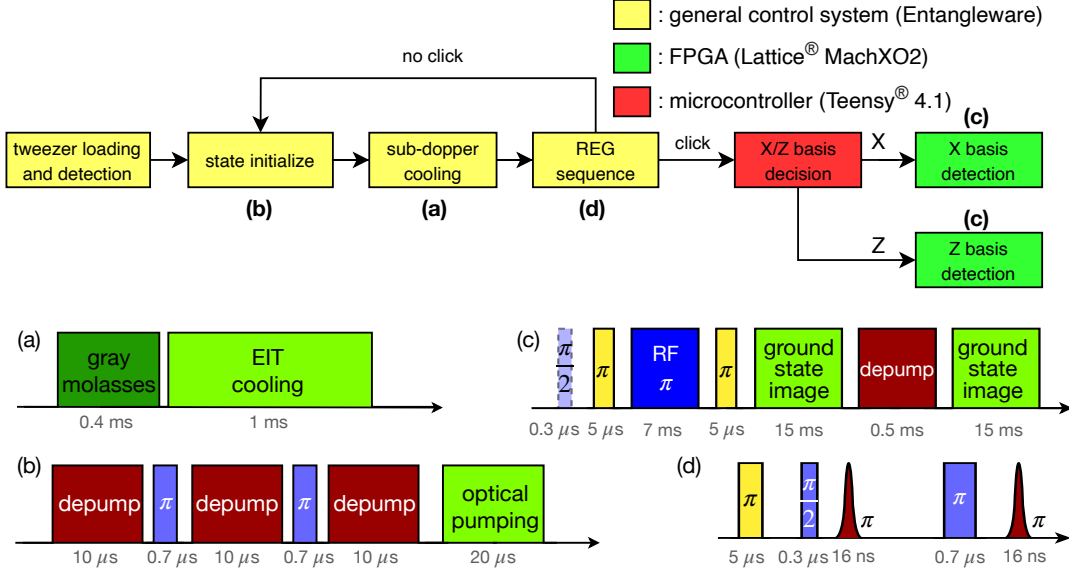 : general control system (Entangleware)
: FPGA (Lattice® MachXO2)
: microcontroller (Teensy® 4.1)
no click
tweezer loading
and detection
state initialize
(b)
sub-dopper
cooling
(a)
REG
sequence
(d)
click
X/Z basis
decision
X
(c)
X basis
detection
Z
(c)
Z basis
detection
(a)
gray
molasses
EIT
cooling
0.4 ms
1 ms
(b)
depump
π
depump
π
depump
optical
pumping
10 μs
0.7 μs
10 μs
0.7 μs
10 μs
20 μs
(c)
π
2
π
RF
π
π
ground
state
image
depump
ground
state
image
0.3 μs
5 μs
7 ms
5 μs
15 ms
0.5 ms
15 ms
(d)
π
π
2
π
π
π
5 μs
0.3 μs
16 ns
0.7 μs
16 ns